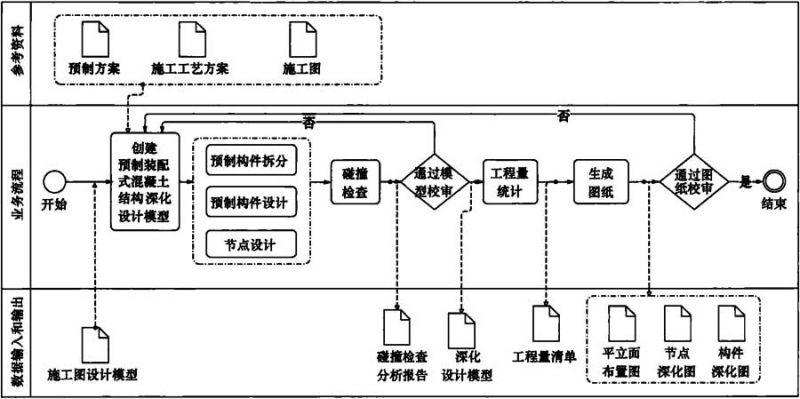 参考资料
预制方案
施工工艺方案
施工图
业务流程
开始
创建
预制装配
式混凝土
结构深化
设计模型
预制构件拆分
预制构件设计
节点设计
碰撞
检查
通过模
型校审
否
工程量
统计
生成
图纸
通过图
纸校审
否
是
结束
数据输入和输出
施工图设计模型
碰撞检查
分析报告
深化
设计模型
工程量清单
平立面
布置图
节点
深化图
构件
深化图